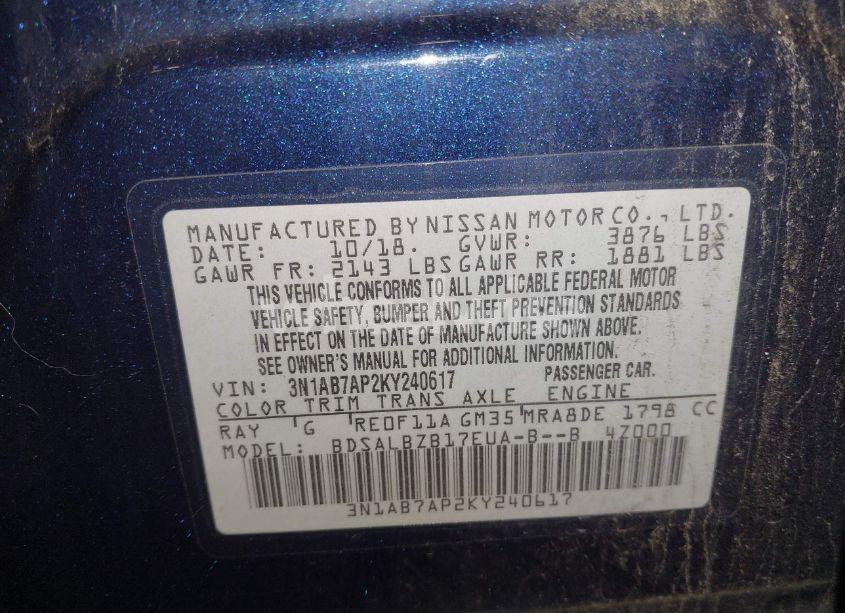 MANUFACTURED BY NISSAN MOTOR CO., LTD.
DATE: 10/18. GVWR: 3876 LBS
GAWR FR: 2143 LBS GAWR RR: 1881 LBS
THIS VEHICLE CONFORMS TO ALL APPLICABLE FEDERAL MOTOR
VEHICLE SAFETY, BUMPER AND THEFT PREVENTION STANDARDS
IN EFFECT ON THE DATE OF MANUFACTURE SHOWN ABOVE.
SEE OWNER'S MANUAL FOR ADDITIONAL INFORMATION.
VIN: 3N1AB7AP2KY240617 PASSENGER CAR.
COLOR TRIM TRANS AXLE ENGINE
RAY G RE0F11A GM35 MRA8DE 1798 CC
MODEL: BDSALBZB17EUA-B--B 4Z000
3N1AB7AP2KY240617